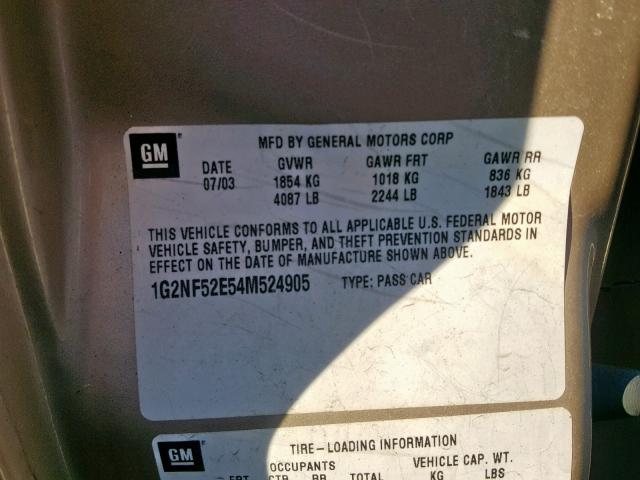 GM
MFD BY GENERAL MOTORS CORP
DATE GVWR GAWR FRT GAWR RR
07/03 1854 KG 1018 KG 836 KG
4087 LB 2244 LB 1843 LB
THIS VEHICLE CONFORMS TO ALL APPLICABLE U.S. FEDERAL MOTOR
VEHICLE SAFETY, BUMPER, AND THEFT PREVENTION STANDARDS IN
EFFECT ON THE DATE OF MANUFACTURE SHOWN ABOVE.
1G2NF52E54M524905 TYPE: PASS CAR
GM
TIRE-LOADING INFORMATION
OCCUPANTS VEHICLE CAP. WT.
FRT CTR RR TOTAL KG LBS